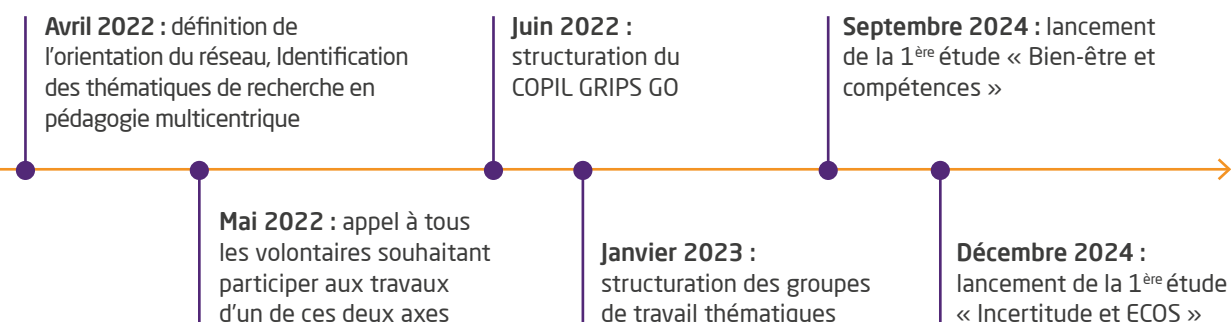 Avril 2022 : définition de
l'orientation du réseau, Identification
des thématiques de recherche en
pédagogie multicentrique
Mai 2022 : appel à tous
les volontaires souhaitant
participer aux travaux
d'un de ces deux axes
Juin 2022 :
structuration du
COPIL GRIPS GO
Janvier 2023 :
structuration des groupes
de travail thématiques
Septembre 2024 : lancement
de la 1ère étude « Bien-être et
compétences »
Décembre 2024 :
lancement de la 1ère étude
« Incertitude et ECOS »